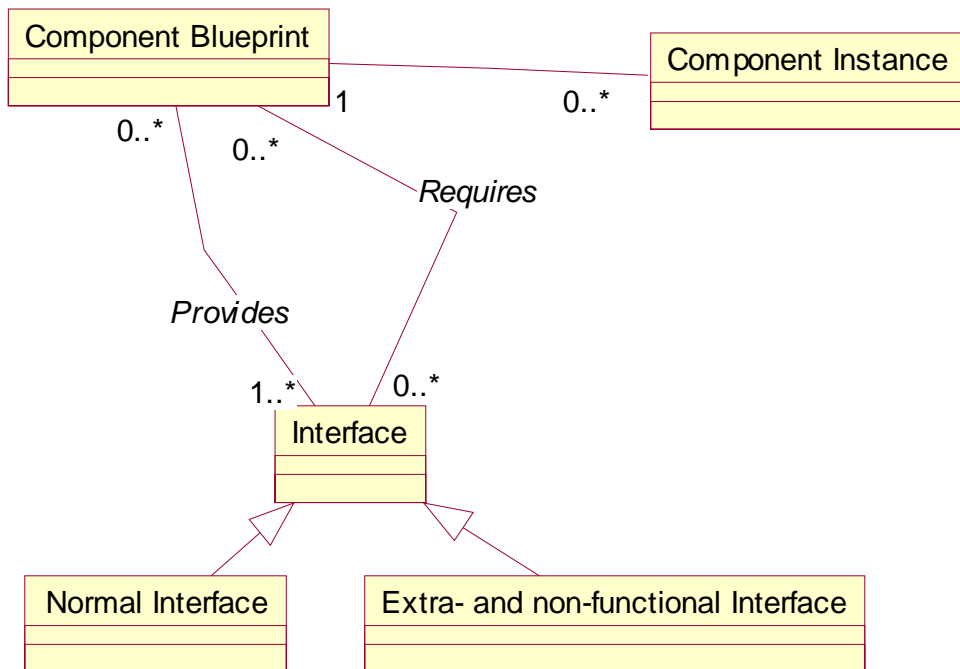 Component Blueprint
Component Instance
1
0..*
0..*
0..*
Requires
Provides
1..*
0..*
Interface
Normal Interface
Extra- and non-functional Interface